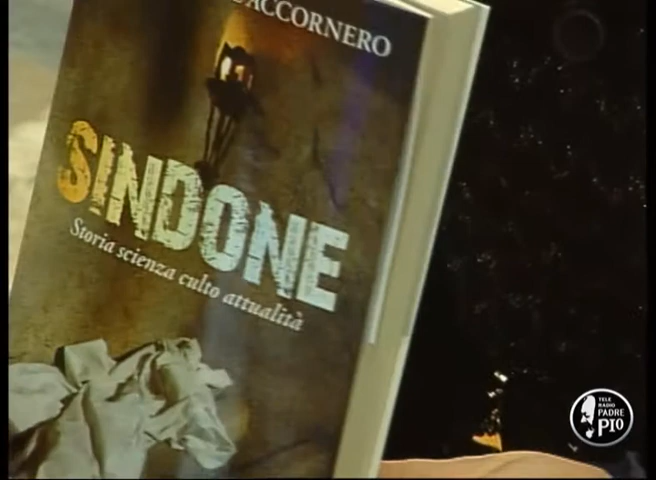 ACCORNERO
SINDONE
Storia scienza culto attualità
TELE
RADIO
PADRE
PIO